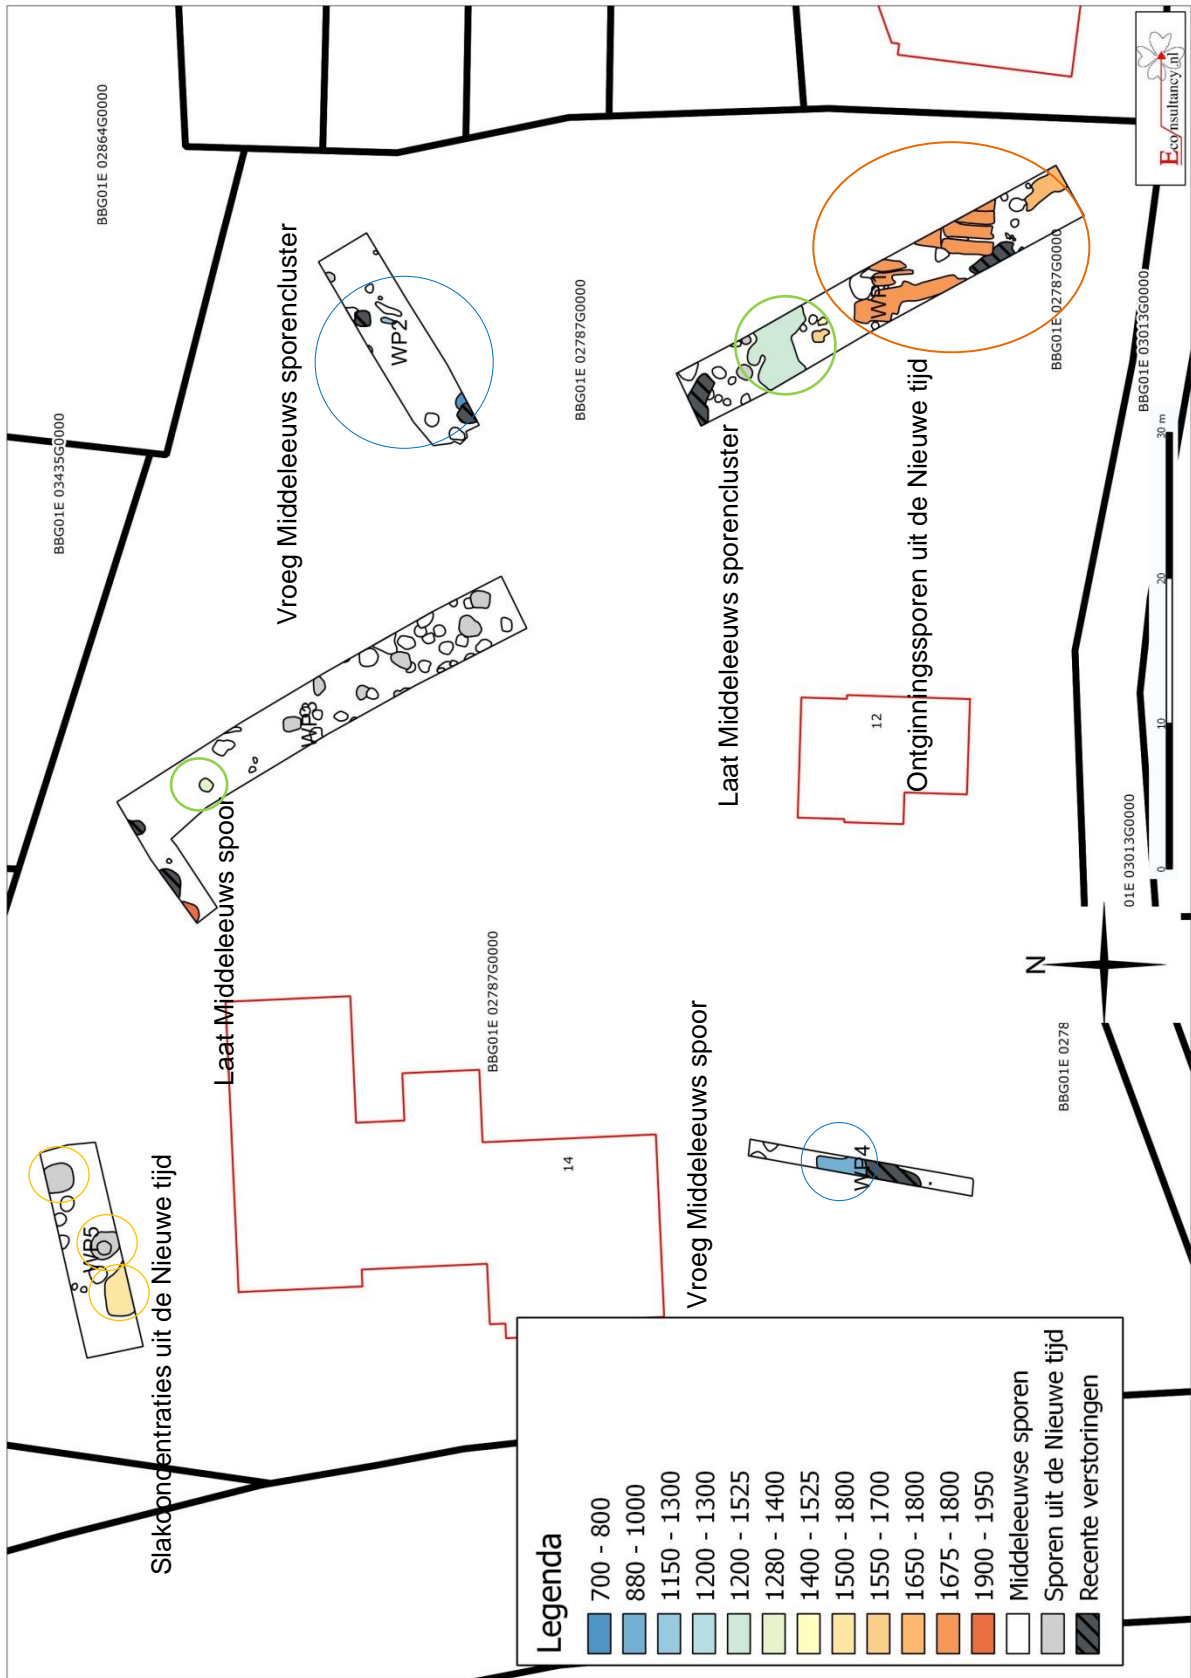 BBG01E 02864G0000
BBG01E 03435G0000
Vroeg Middeleeuws sporencluster
WP2
BBG01E 02787G0000
WP3
Laat Middeleeuws spoor
Laat Middeleeuws sporencluster
WP1
Ontginningssporen uit de Nieuwe tijd
BBG01E 02787G0000
BBG01E 03013G0000
12
BBG01E 02787G0000
14
WP5
Slakconcentraties uit de Nieuwe tijd
Vroeg Middeleeuws spoor
WP4
BBG01E 0278
01E 03013G0000
N
0 10 20 30 m
Econsultancy.nl
Legenda
700 - 800
880 - 1000
1150 - 1300
1200 - 1300
1200 - 1525
1280 - 1400
1400 - 1525
1500 - 1800
1550 - 1700
1650 - 1800
1675 - 1800
1900 - 1950
Middeleeuwse sporen
Sporen uit de Nieuwe tijd
Recente verstoringen